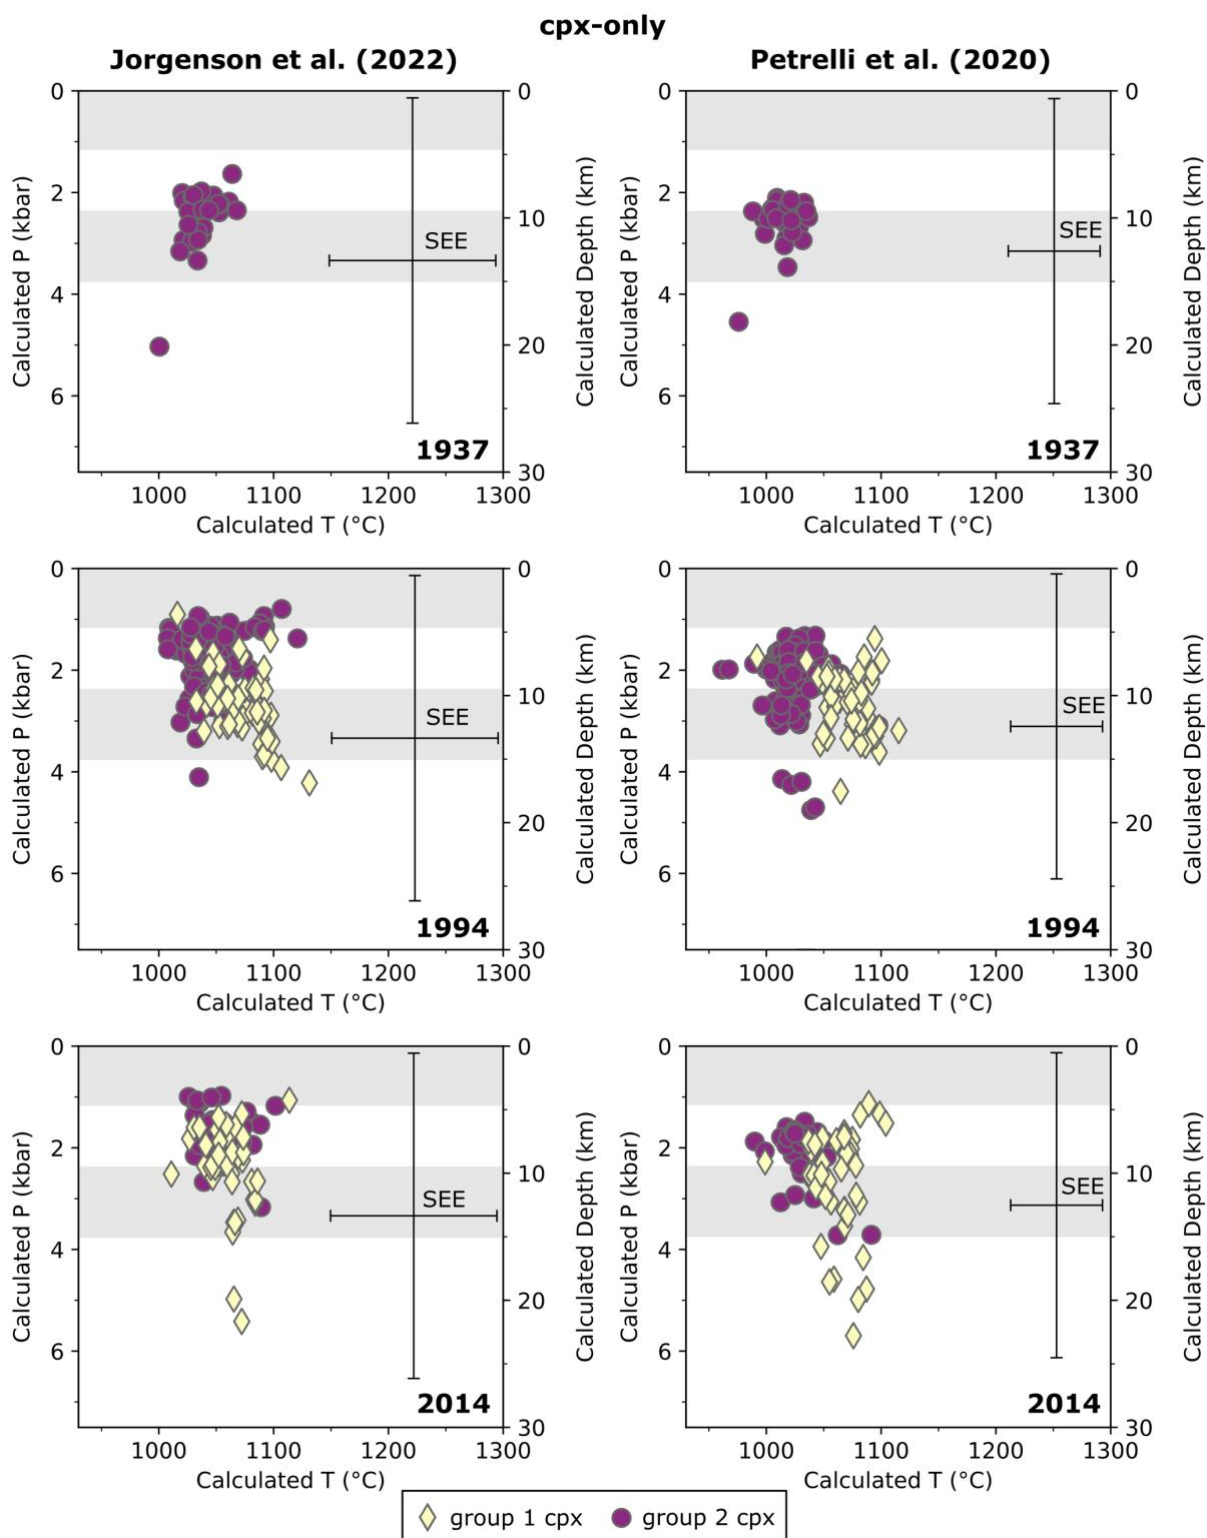 cpx-only
Jorgenson et al. (2022)
Petrelli et al. (2020)
0
2
4
6
Calculated P (kbar)
0
10
20
30
Calculated Depth (km)
SEE
1937
1000 1100 1200 1300
Calculated T (°C)
0
2
4
6
Calculated P (kbar)
0
10
20
30
Calculated Depth (km)
SEE
1937
1000 1100 1200 1300
Calculated T (°C)
0
2
4
6
Calculated P (kbar)
0
10
20
30
Calculated Depth (km)
SEE
1994
1000 1100 1200 1300
Calculated T (°C)
0
2
4
6
Calculated P (kbar)
0
10
20
30
Calculated Depth (km)
SEE
1994
1000 1100 1200 1300
Calculated T (°C)
0
2
4
6
Calculated P (kbar)
0
10
20
30
Calculated Depth (km)
SEE
2014
1000 1100 1200 1300
Calculated T (°C)
0
2
4
6
Calculated P (kbar)
0
10
20
30
Calculated Depth (km)
SEE
2014
1000 1100 1200 1300
Calculated T (°C)
group 1 cpx group 2 cpx